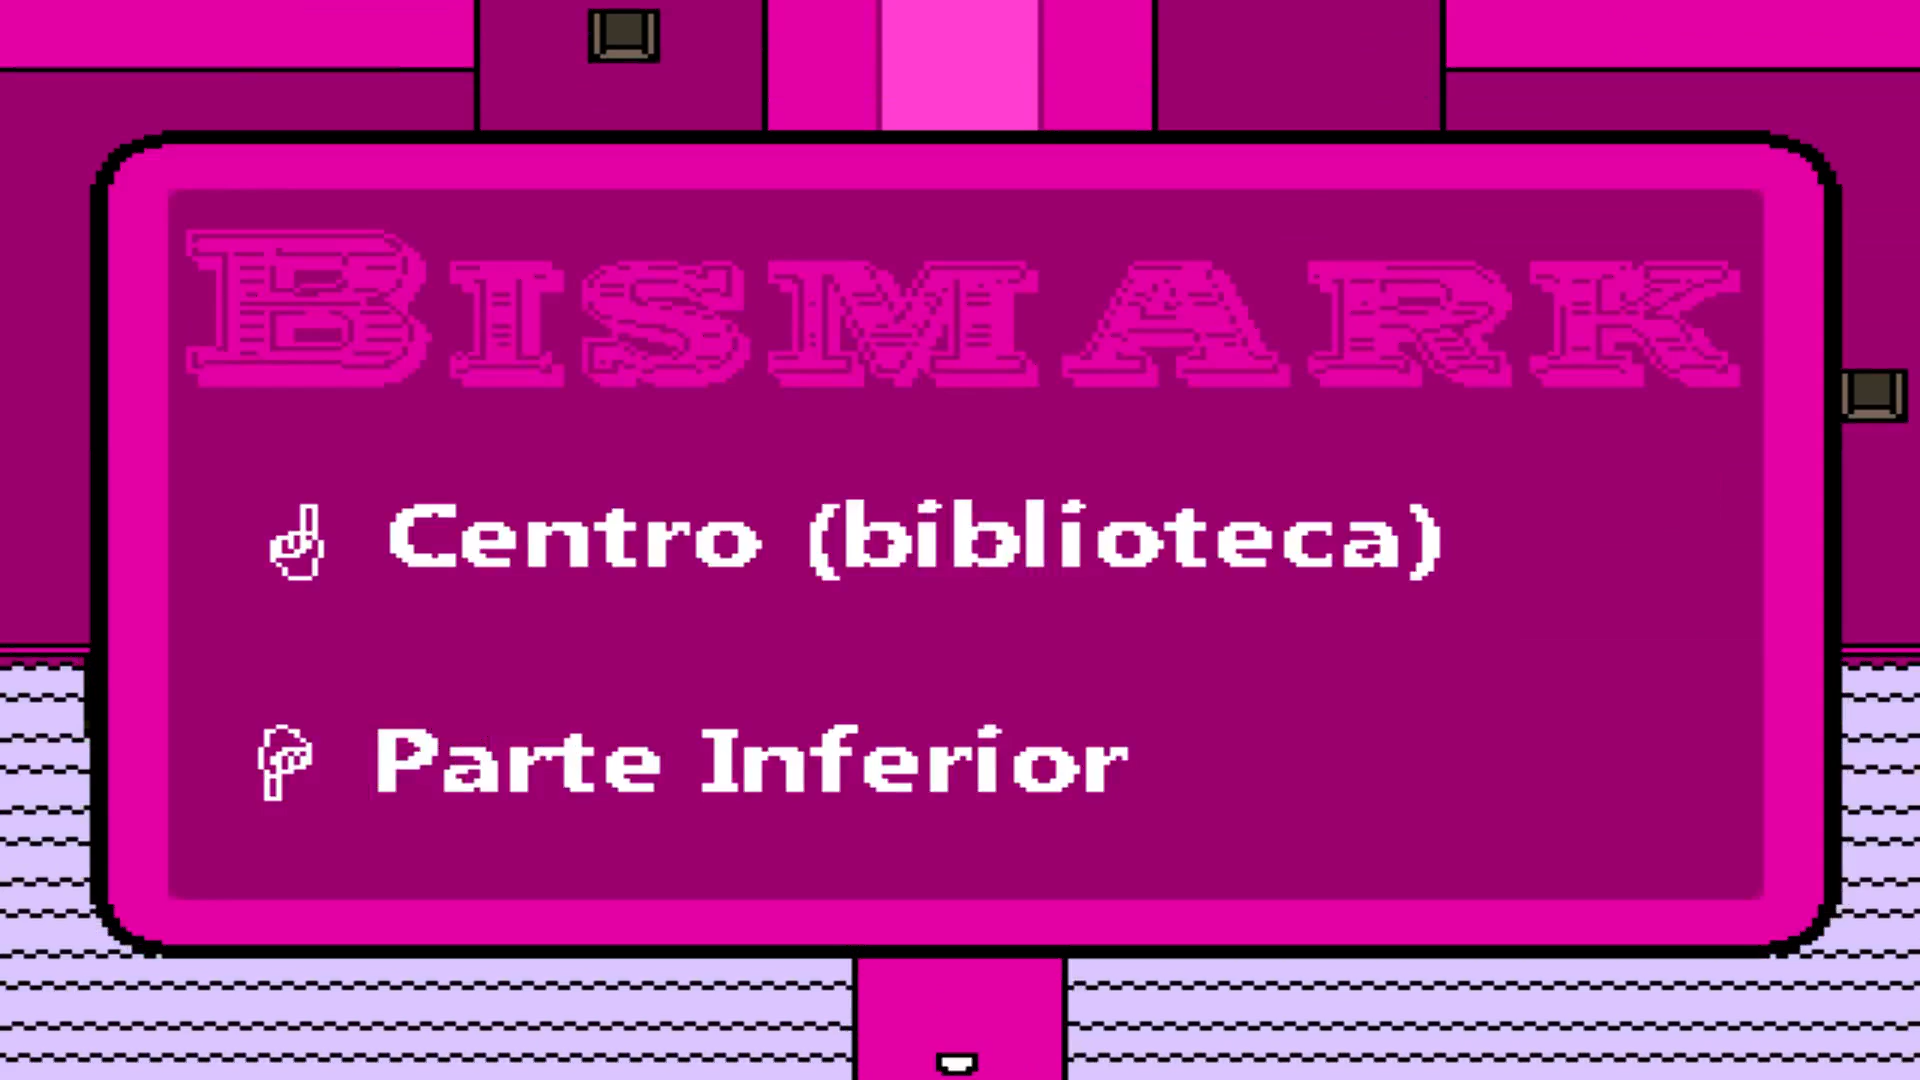 BISMARK
☝ Centro (biblioteca)
☟ Parte Inferior